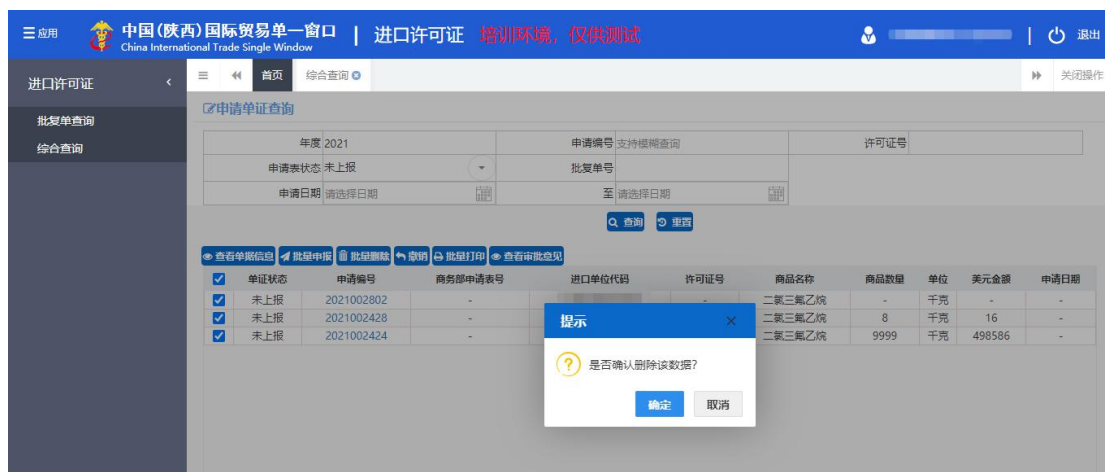 应用 中国(陕西)国际贸易单一窗口 | 进口许可证 培训环境，仅供测试 | 退出
China International Trade Single Window
进口许可证 首页 综合查询 关闭操作
申请单证查询
批复单查询
综合查询
年度 2021 申请编号 支持模糊查询 许可证号
申请表状态 未上报 批复单号
申请日期 请选择日期 至 请选择日期
查询 重置
查看单据信息 批量申报 批量删除 撤销 批量打印 查看审批意见
单证状态 申请编号 商务部申请表号 进口单位代码 许可证号 商品名称 商品数量 单位 美元金额 申请日期
未上报 2021002802 - - 二氯三氟乙烷 - 千克 - -
未上报 2021002428 - 二氯三氟乙烷 8 千克 16 -
未上报 2021002424 - 二氯三氟乙烷 9999 千克 498586 -
提示
是否确认删除该数据?
确定 取消